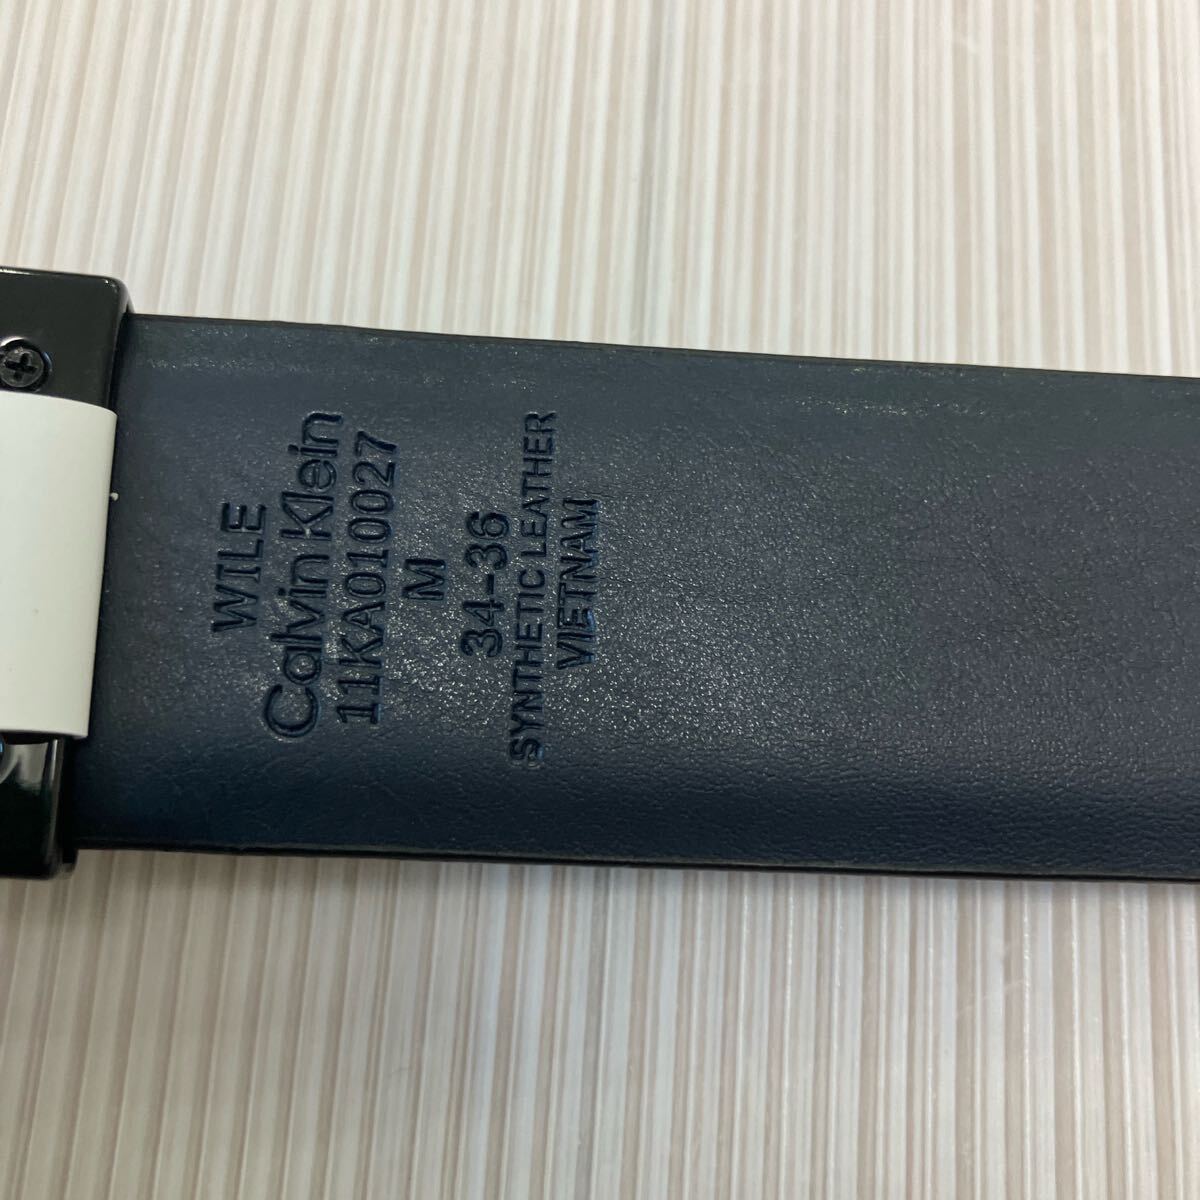 WILE
Calvin Klein
11KA010027
M
34-36
SYNTHETIC LEATHER
VIETNAM